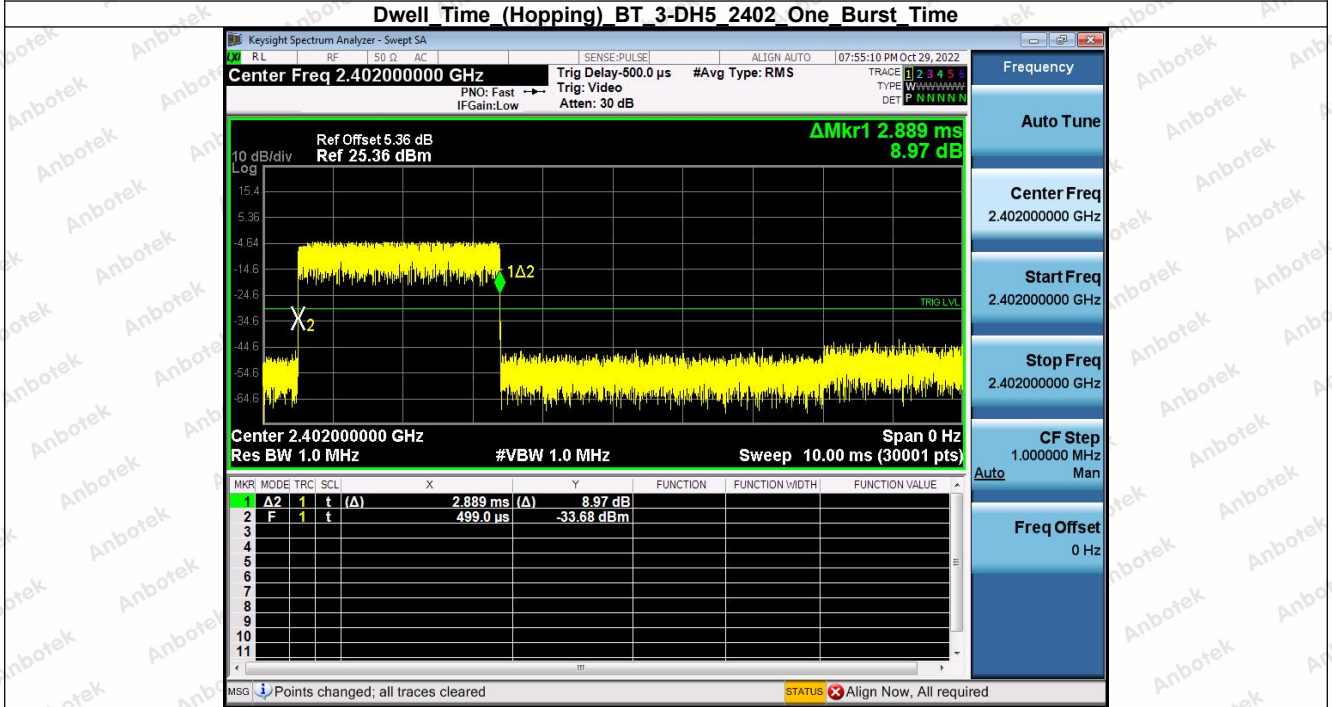 Dwell_Time_(Hopping)_BT_3-DH5_2402_One_Burst_Time
Keysight Spectrum Analyzer - Swept SA
LXI RL RF 50 Ω AC SENSE:PULSE ALIGN AUTO 07:55:10 PM Oct 29, 2022
Center Freq 2.402000000 GHz
PNO: Fast
IFGain:Low
Trig Delay-500.0 µs
Trig: Video
Atten: 30 dB
#Avg Type: RMS
TRACE 1 2 3 4 5 6
TYPE WWWWWW
DET P N N N N N
ΔMkr1 2.889 ms
8.97 dB
Ref Offset 5.36 dB
10 dB/div Ref 25.36 dBm
Log
15.4
5.36
-4.64
-14.6
-24.6
-34.6
-44.6
-54.6
-64.6
1Δ2
TRIG LVL
X2
Center 2.402000000 GHz Span 0 Hz
Res BW 1.0 MHz #VBW 1.0 MHz Sweep 10.00 ms (30001 pts)
MKR MODE TRC SCL X Y FUNCTION FUNCTION WIDTH FUNCTION VALUE
1 Δ2 1 t (Δ) 2.889 ms (Δ) 8.97 dB
2 F 1 t 499.0 µs -33.68 dBm
3
4
5
6
7
8
9
10
11
MSG Points changed; all traces cleared STATUS Align Now, All required
Frequency
Auto Tune
Center Freq
2.402000000 GHz
Start Freq
2.402000000 GHz
Stop Freq
2.402000000 GHz
CF Step
1.000000 MHz
Auto Man
Freq Offset
0 Hz
Anbotek